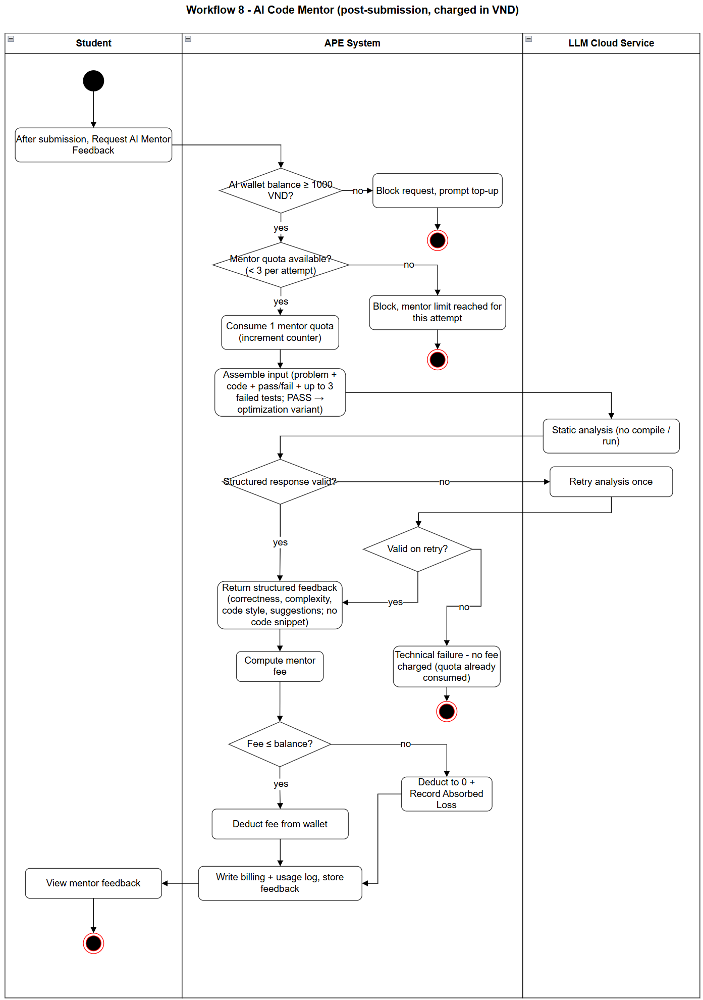 Workflow 8 - AI Code Mentor (post-submission, charged in VND)
Student
APE System
LLM Cloud Service
After submission, Request AI Mentor
Feedback
AI wallet balance ≥ 1000
VND?
no
Block request, prompt top-up
yes
Mentor quota available?
(< 3 per attempt)
no
yes
Block, mentor limit reached for
this attempt
Consume 1 mentor quota
(increment counter)
Assemble input (problem +
code + pass/fail + up to 3
failed tests; PASS →
optimization variant)
Static analysis (no compile /
run)
Structured response valid?
no
Retry analysis once
yes
Valid on retry?
Return structured feedback
(correctness, complexity,
code style, suggestions; no
code snippet)
yes
no
Technical failure - no fee
charged (quota already
consumed)
Compute mentor
fee
Fee ≤ balance?
no
yes
Deduct to 0 +
Record Absorbed
Loss
Deduct fee from wallet
Write billing + usage log, store
feedback
View mentor feedback